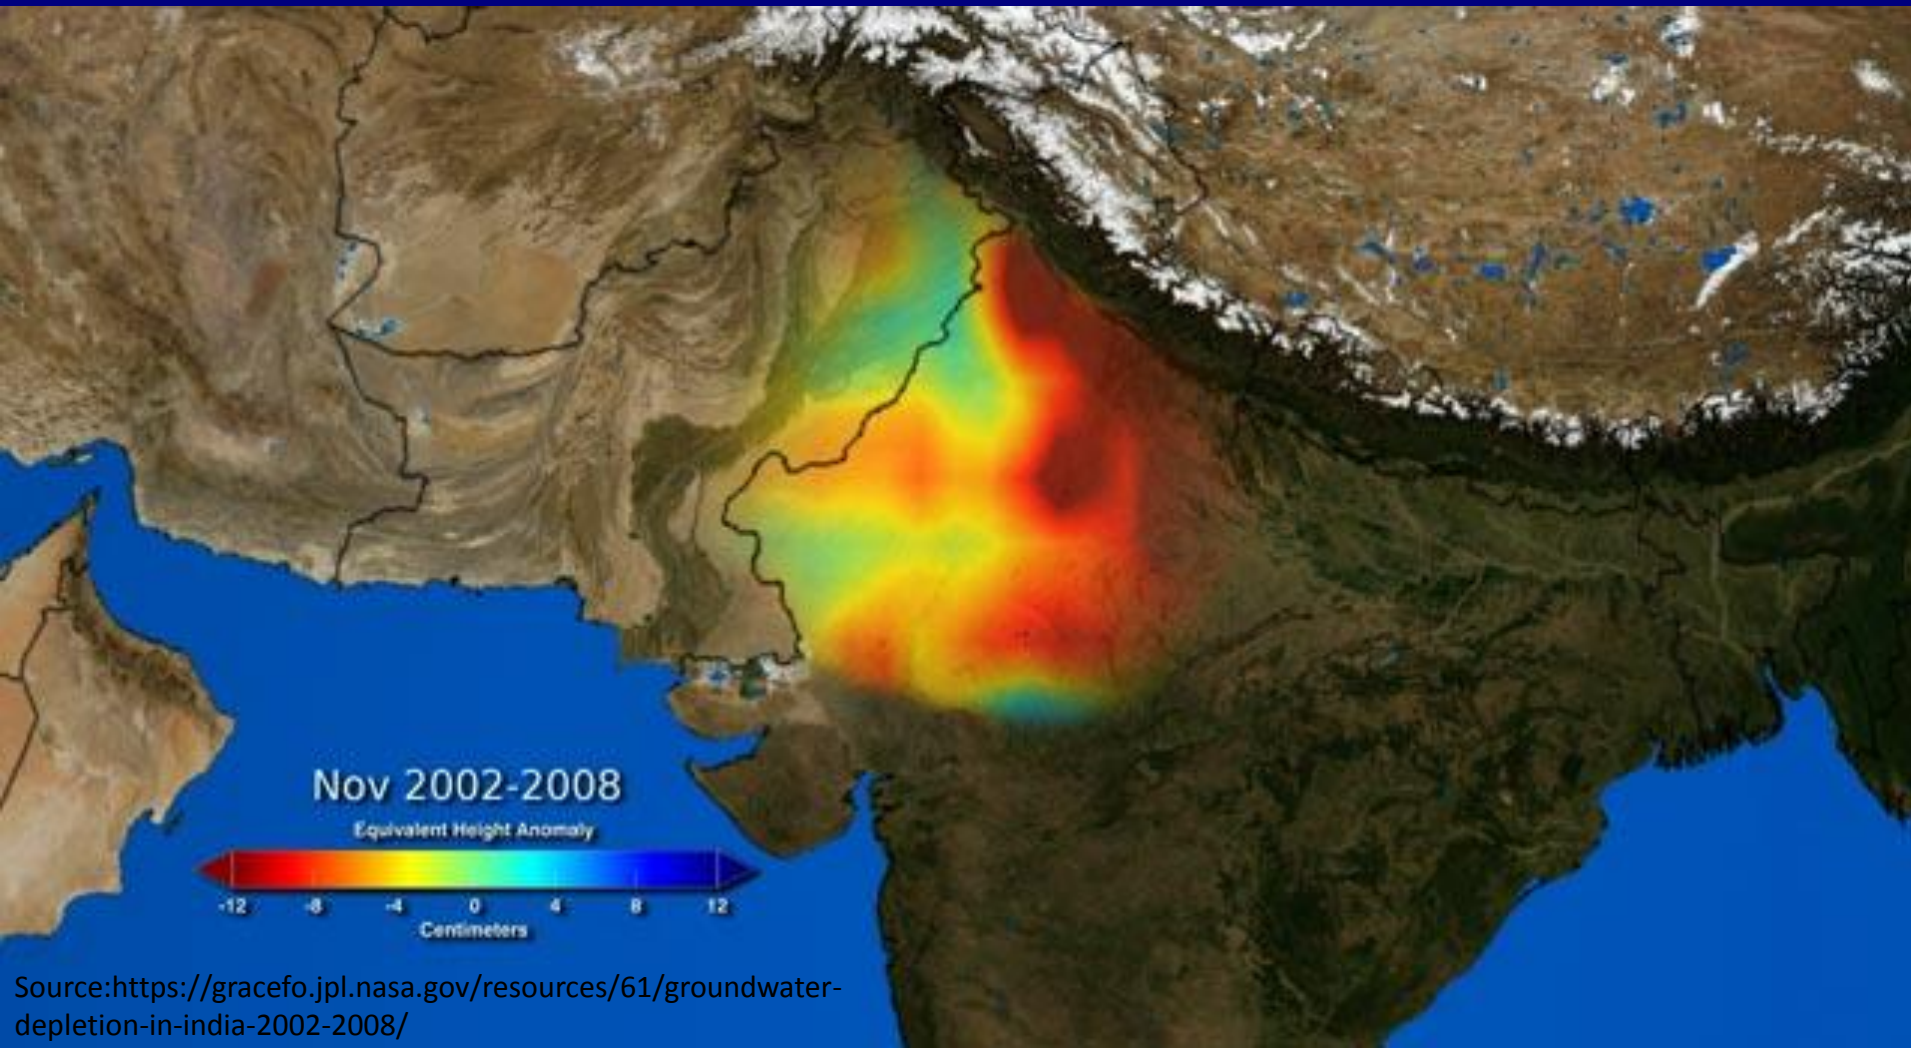 Nov 2002-2008
Equivalent Height Anomaly
-12 -8 -4 0 4 8 12
Centimeters
Source:https://gracefo.jpl.nasa.gov/resources/61/groundwater-
depletion-in-india-2002-2008/